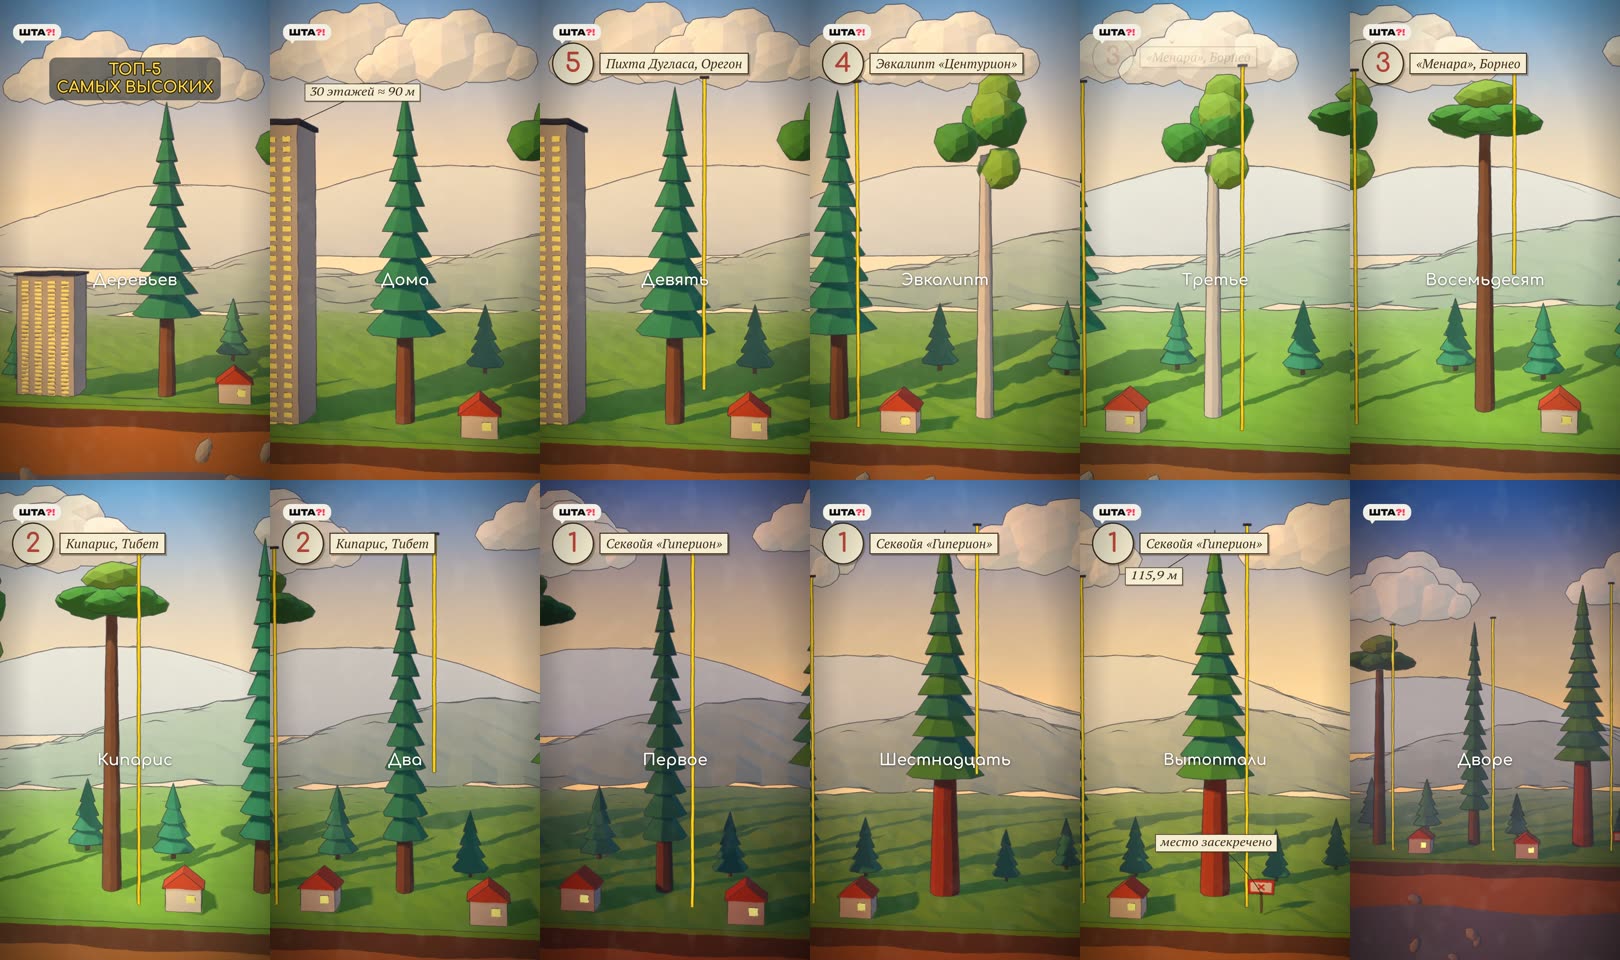 ШТА?!
ТОП-5
САМЫХ ВЫСОКИХ
Деревьев
ШТА?!
30 этажей ≈ 90 м
Дома
ШТА?!
5
Пихта Дугласа, Орегон
Девять
ШТА?!
4
Эвкалипт «Центурион»
Эвкалипт
ШТА?!
3
«Менара», Борнео
Третье
ШТА?!
3
«Менара», Борнео
Восемьдесят
ШТА?!
2
Кипарис, Тибет
Кипарис
ШТА?!
2
Кипарис, Тибет
Два
ШТА?!
1
Секвойя «Гиперион»
Первое
ШТА?!
1
Секвойя «Гиперион»
Шестнадцать
ШТА?!
1
Секвойя «Гиперион»
115,9 м
Вытоптали
место засекречено
ШТА?!
Дворе